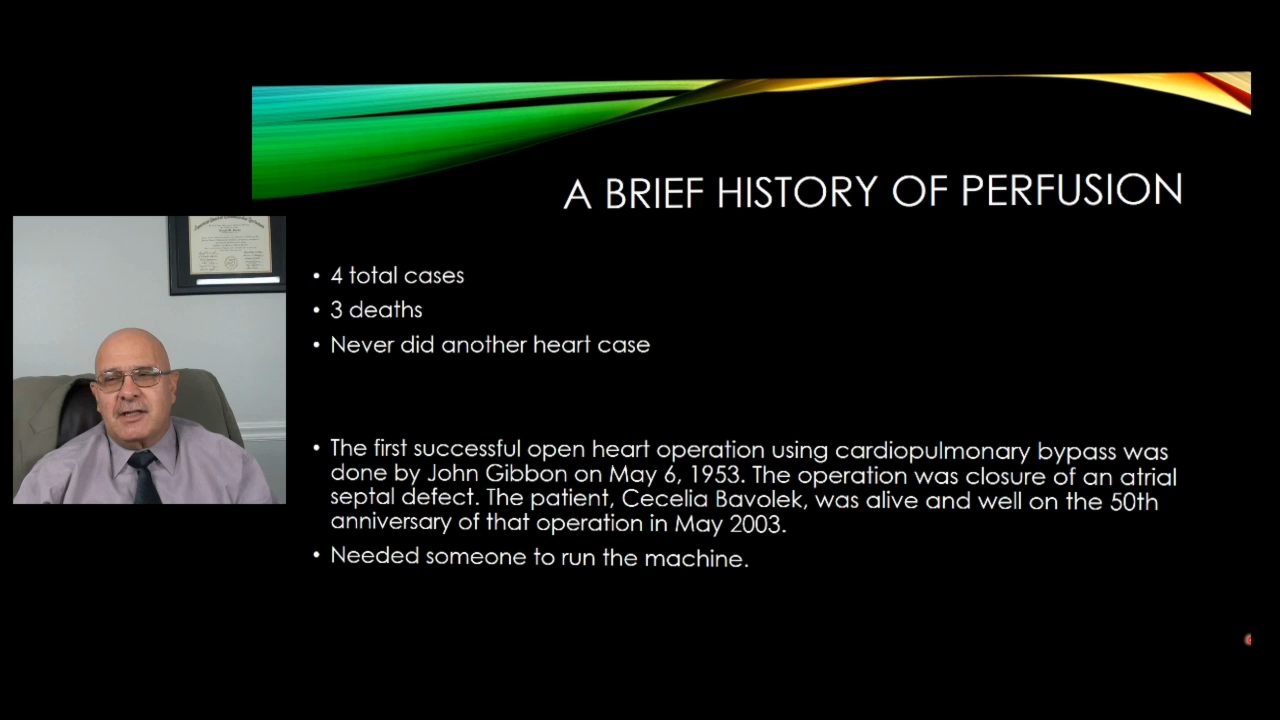 A BRIEF HISTORY OF PERFUSION
• 4 total cases
• 3 deaths
• Never did another heart case
• The first successful open heart operation using cardiopulmonary bypass was
done by John Gibbon on May 6, 1953. The operation was closure of an atrial
septal defect. The patient, Cecelia Bavolek, was alive and well on the 50th
anniversary of that operation in May 2003.
• Needed someone to run the machine.